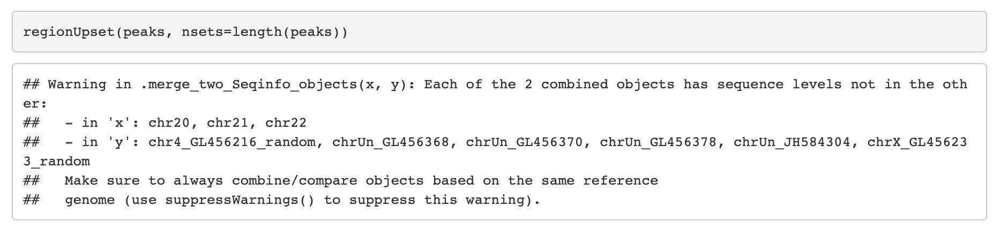 regionUpset(peaks, nsets=length(peaks))
## Warning in .merge_two_Seqinfo_objects(x, y): Each of the 2 combined objects has sequence levels not in the oth
er:
##   - in 'x': chr20, chr21, chr22
##   - in 'y': chr4_GL456216_random, chrUn_GL456368, chrUn_GL456370, chrUn_GL456378, chrUn_JH584304, chrX_GL45623
3_random
##   Make sure to always combine/compare objects based on the same reference
##   genome (use suppressWarnings() to suppress this warning).